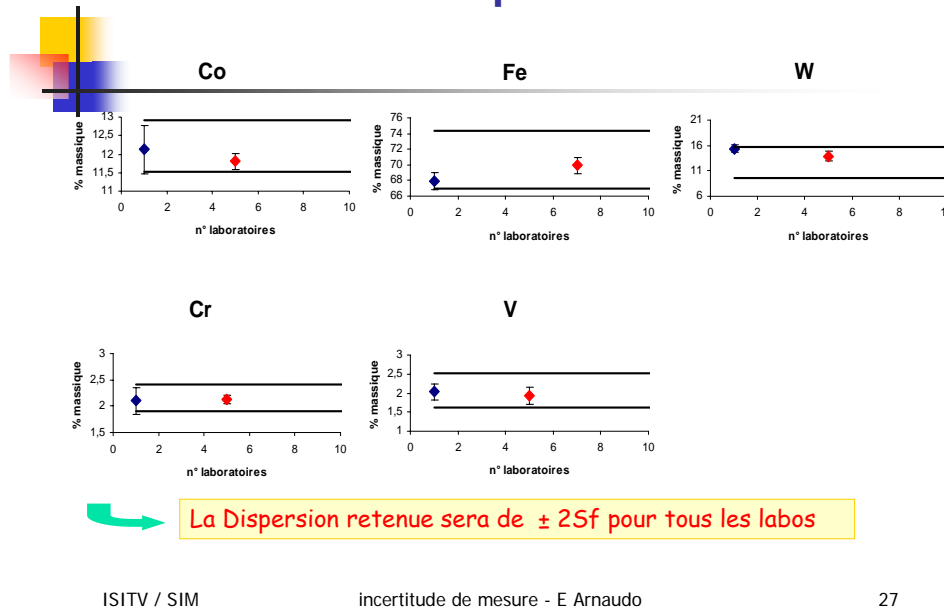 Co
Fe
W
% massique
13
12,5
12
11,5
11
0 2 4 6 8 10
n° laboratoires
% massique
76
74
72
70
68
66
0 2 4 6 8 10
n° laboratoires
% massique
21
16
11
6
0 2 4 6 8
n° laboratoires
Cr
V
% massique
3
2,5
2
1,5
0 2 4 6 8 10
n° laboratoires
% massique
3
2,5
2
1,5
1
0 2 4 6 8 10
n° laboratoires
La Dispersion retenue sera de ± 2Sf pour tous les labos
ISITV / SIM
incertitude de mesure - E Arnaudo
27